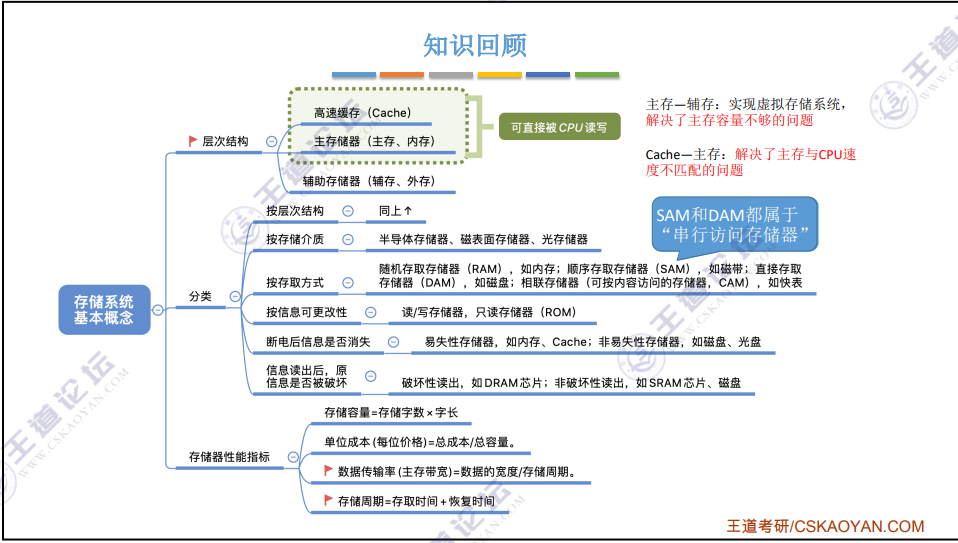 知识回顾
主存—辅存：实现虚拟存储系统，
解决了主存容量不够的问题
Cache—主存：解决了主存与CPU速
度不匹配的问题
SAM和DAM都属于
“串行访问存储器”
存储系统
基本概念
层次结构
高速缓存（Cache）
主存储器（主存、内存）
可直接被CPU读写
辅助存储器（辅存、外存）
分类
按层次结构
同上↑
按存储介质
半导体存储器、磁表面存储器、光存储器
按存取方式
随机存取存储器（RAM），如内存；顺序存取存储器（SAM），如磁带；直接存取
存储器（DAM），如磁盘；相联存储器（可按内容访问的存储器，CAM），如快表
按信息可更改性
读/写存储器，只读存储器（ROM）
断电后信息是否消失
易失性存储器，如内存、Cache；非易失性存储器，如磁盘、光盘
信息读出后，原
信息是否被破坏
破坏性读出，如DRAM芯片；非破坏性读出，如SRAM芯片、磁盘
存储器性能指标
存储容量=存储字数×字长
单位成本(每位价格)=总成本/总容量。
数据传输率(主存带宽)=数据的宽度/存储周期。
存储周期=存取时间+恢复时间
王道考研/CSKAOYAN.COM
王道论坛
WWW.CSKAOYAN.COM